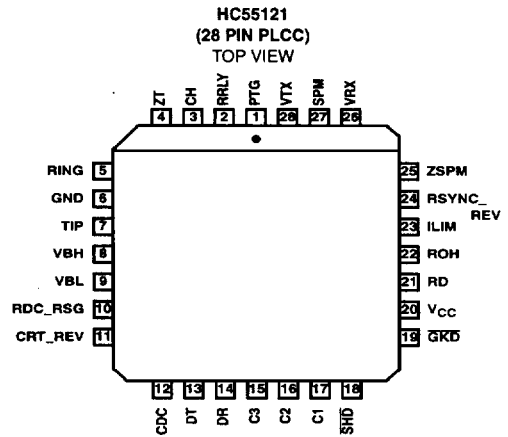 HC55121
(28 PIN PLCC)
TOP VIEW
ZT CH RRLY PTG VTX SPM VRX
4 3 2 1 28 27 26
RING 5
GND 6
TIP 7
VBH 8
VBL 9
RDC_RSG 10
CRT_REV 11
25 ZSPM
24 RSYNC_
REV
23 ILIM
22 ROH
21 RD
20 VCC
19 GKD
12 13 14 15 16 17 18
CDC DT DR C3 C2 C1 SHD